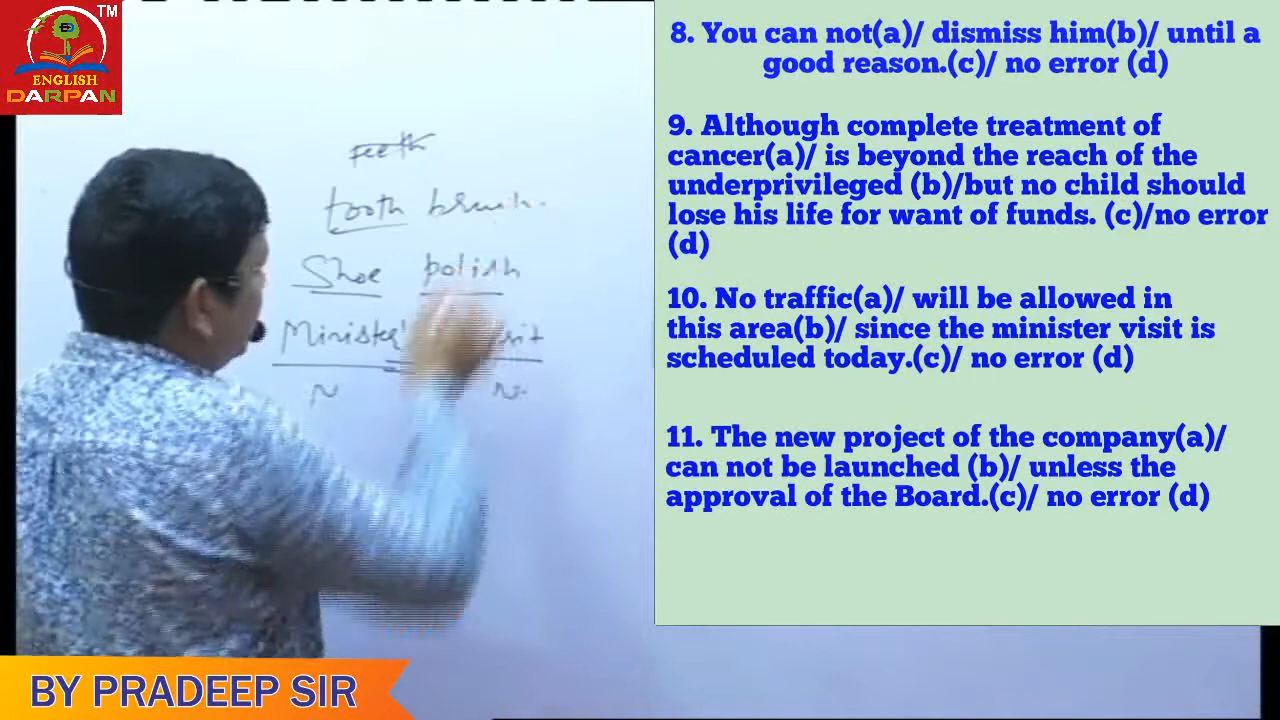 TM
ENGLISH
DARPAN
teeth
tooth brush.
Shoe polish
Minister's
N N.
8. You can not(a)/ dismiss him(b)/ until a
good reason.(c)/ no error (d)
9. Although complete treatment of
cancer(a)/ is beyond the reach of the
underprivileged (b)/but no child should
lose his life for want of funds. (c)/no error
(d)
10. No traffic(a)/ will be allowed in
this area(b)/ since the minister visit is
scheduled today.(c)/ no error (d)
11. The new project of the company(a)/
can not be launched (b)/ unless the
approval of the Board.(c)/ no error (d)
BY PRADEEP SIR